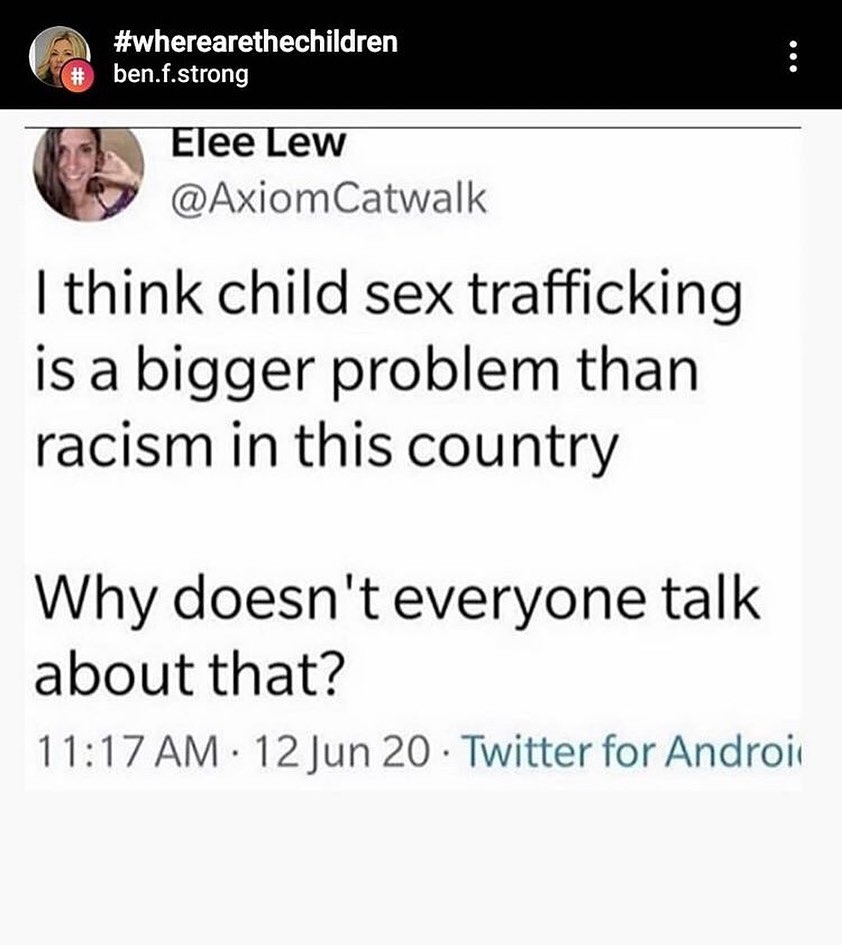 #wherearethechildren
#
ben.f.strong
Elee Lew
@AxiomCatwalk
I think child sex trafficking
is a bigger problem than
racism in this country
Why doesn't everyone talk
about that?
11:17 AM · 12 Jun 20 · Twitter for Androi